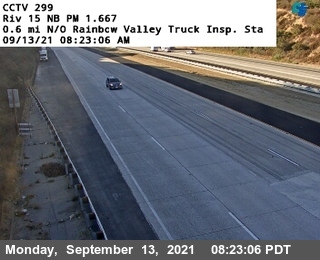 CCTV 299
Riv 15 NB PM 1.667
0.6 mi N/O Rainbow Valley Truck Insp. Sta
09/13/21 08:23:06 AM
Monday, September 13, 2021 08:23:06 PDT